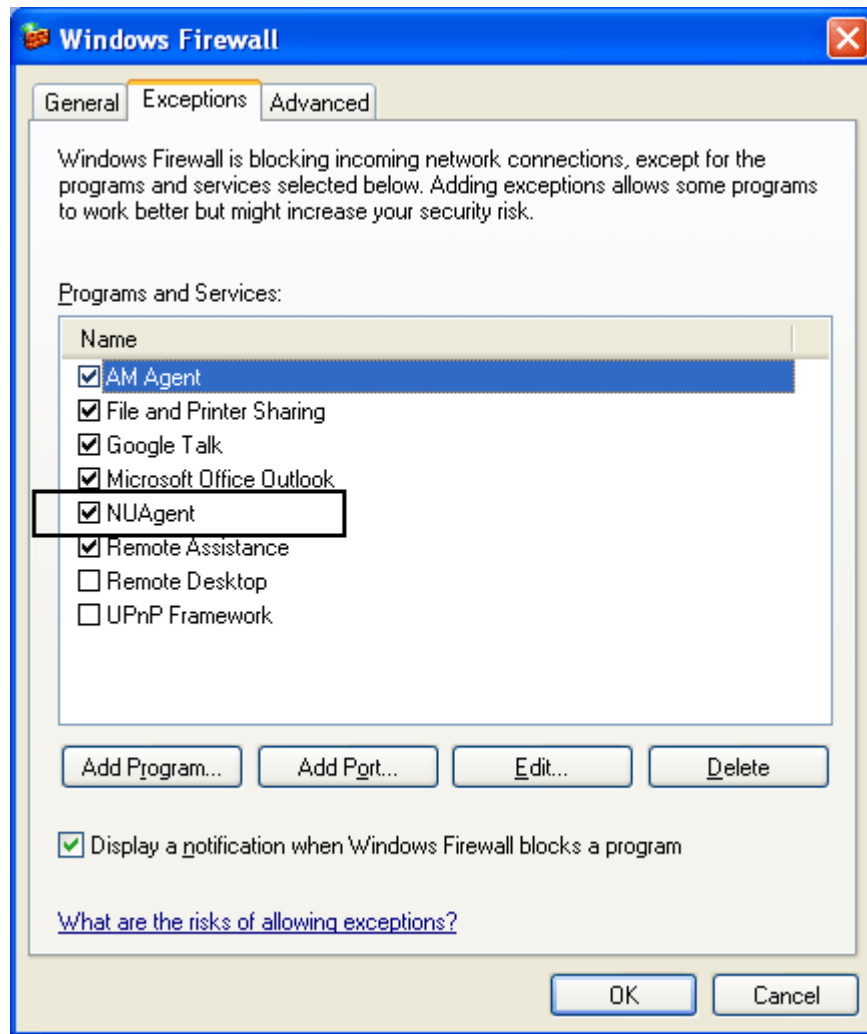 Windows Firewall
General Exceptions Advanced
Windows Firewall is blocking incoming network connections, except for the
programs and services selected below. Adding exceptions allows some programs
to work better but might increase your security risk.
Programs and Services:
Name
AM Agent
File and Printer Sharing
Google Talk
Microsoft Office Outlook
NUAgent
Remote Assistance
Remote Desktop
UPnP Framework
Add Program... Add Port... Edit... Delete
Display a notification when Windows Firewall blocks a program
What are the risks of allowing exceptions?
OK Cancel